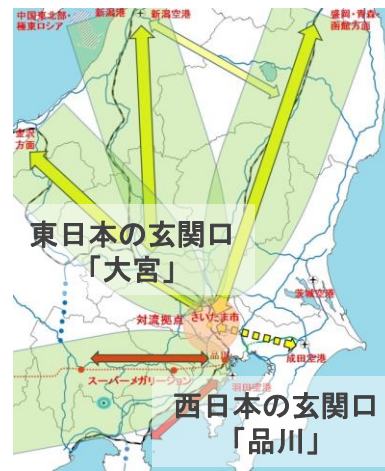 中国東北部・
極東ロシア
新潟港
新潟空港
盛岡・青森・
函館方面
金沢
方面
東日本の玄関口
「大宮」
茨城空港
対流拠点
さいたま市
成田空港
品川
スーパーメガリージョン
羽田空港
西日本の玄関口
「品川」